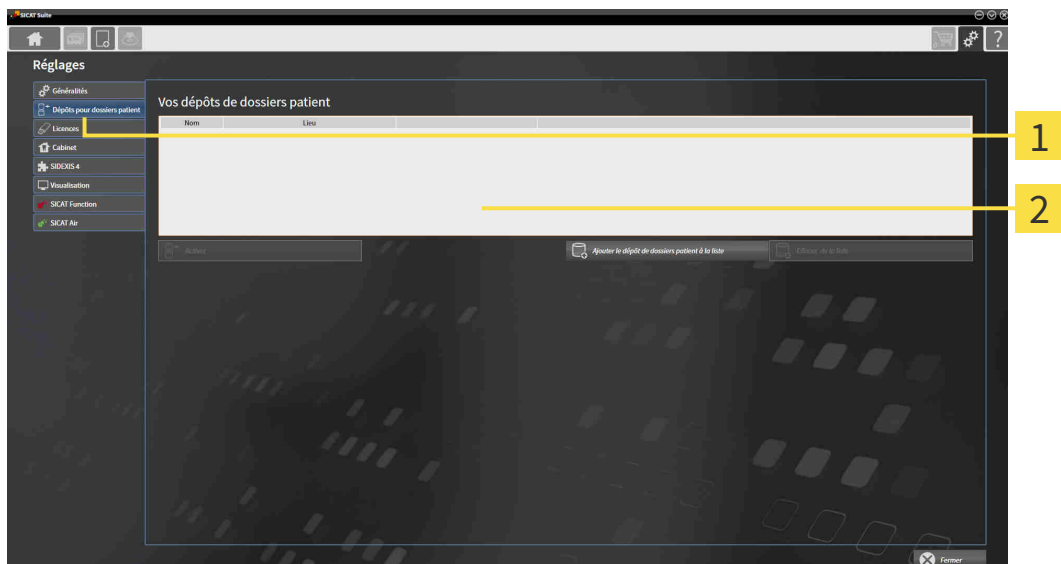 SICAT Suite
?
Réglages
Généralités
Dépôts pour dossiers patient
Licences
Cabinet
SIDEXIS 4
Visualisation
SICAT Function
SICAT Air
Vos dépôts de dossiers patient
Nom Lieu
Activez
Ajouter le dépôt de dossiers patient à la liste
Effacez de la liste
Fermer
1
2